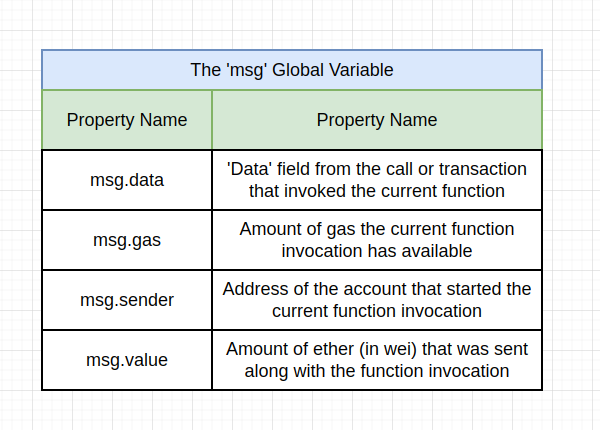 The 'msg' Global Variable
Property Name
Property Name
msg.data
'Data' field from the call or transaction
that invoked the current function
msg.gas
Amount of gas the current function
invocation has available
msg.sender
Address of the account that started the
current function invocation
msg.value
Amount of ether (in wei) that was sent
along with the function invocation